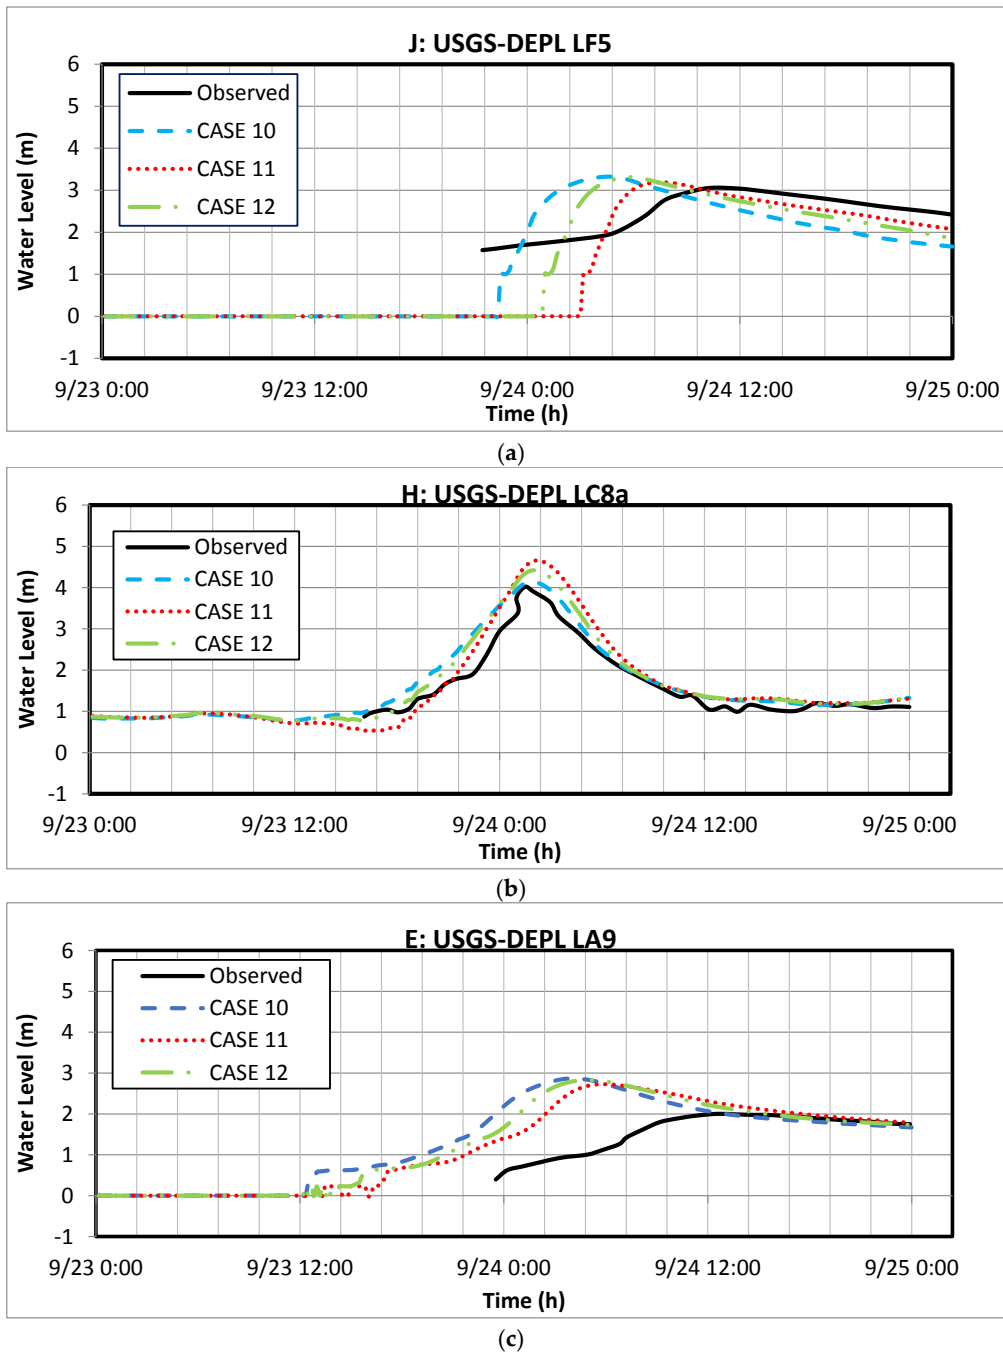 J: USGS-DEPL LF5
6
5
4
3
2
1
0
-1
Water Level (m)
Observed
CASE 10
CASE 11
CASE 12
9/23 0:00 9/23 12:00 9/24 0:00 9/24 12:00 9/25 0:00
Time (h)
(a)
H: USGS-DEPL LC8a
6
5
4
3
2
1
0
-1
Water Level (m)
Observed
CASE 10
CASE 11
CASE 12
9/23 0:00 9/23 12:00 9/24 0:00 9/24 12:00 9/25 0:00
Time (h)
(b)
E: USGS-DEPL LA9
6
5
4
3
2
1
0
-1
Water Level (m)
Observed
CASE 10
CASE 11
CASE 12
9/23 0:00 9/23 12:00 9/24 0:00 9/24 12:00 9/25 0:00
Time (h)
(c)